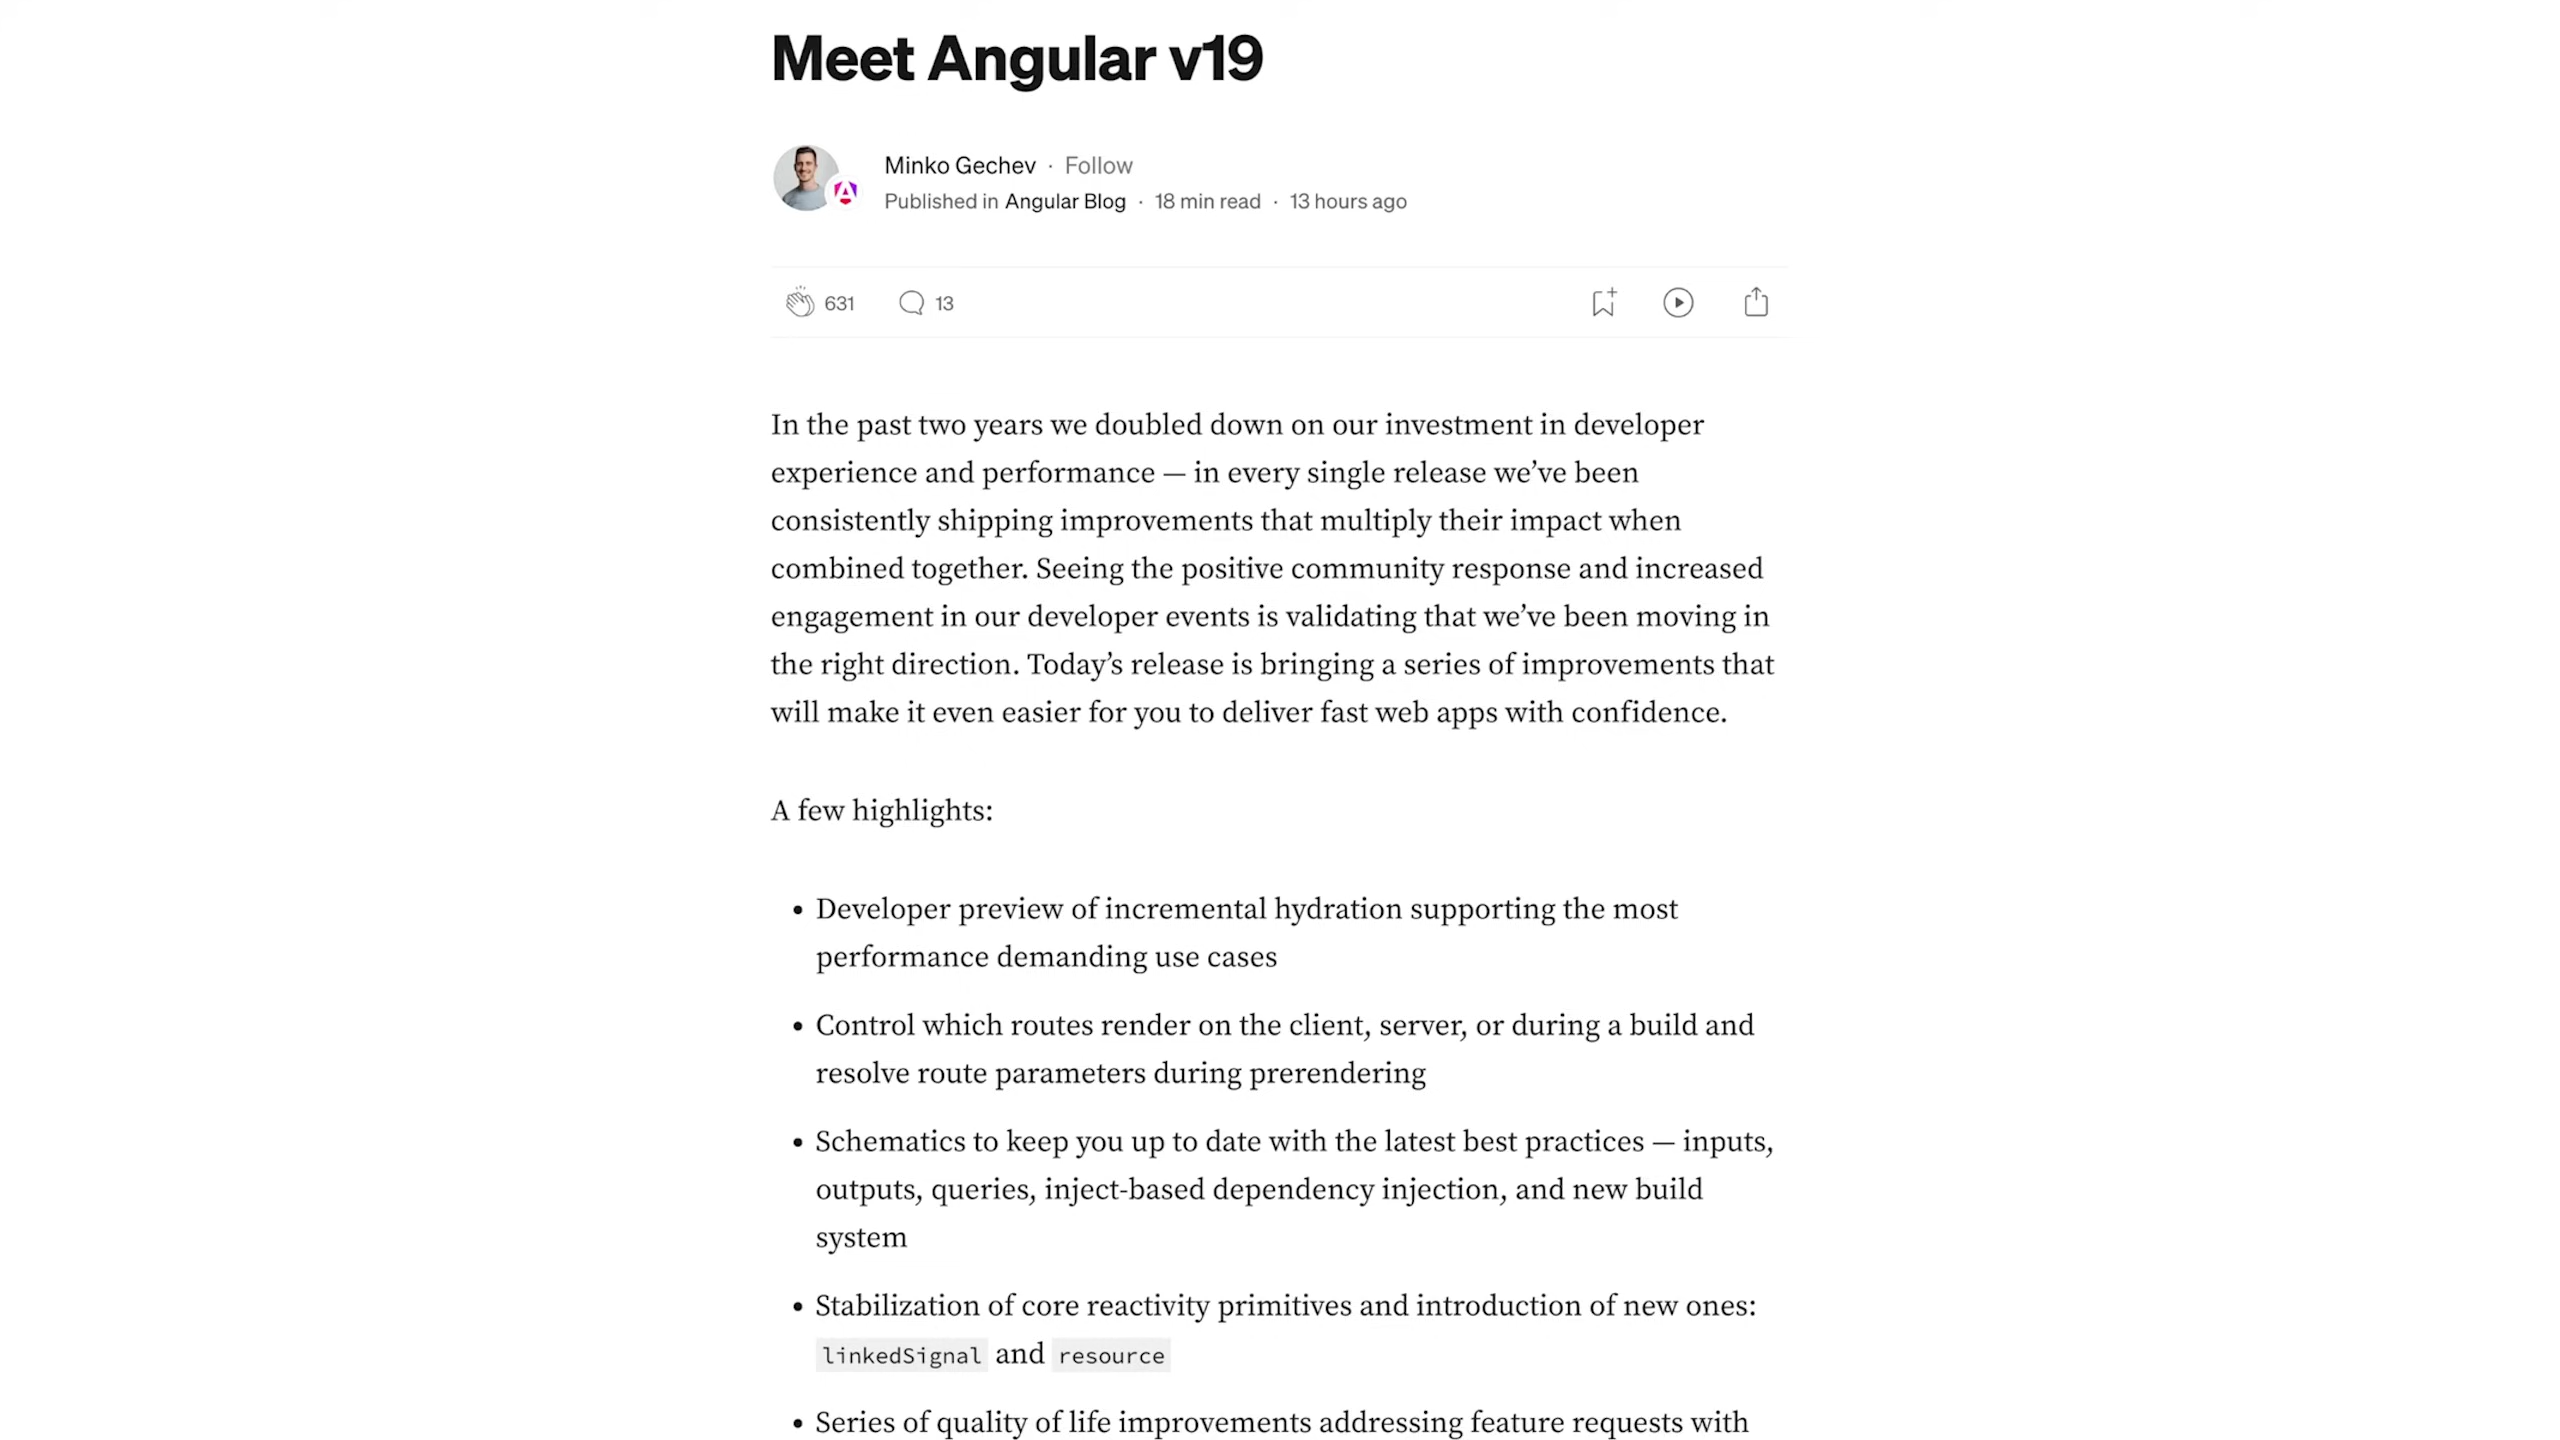 Meet Angular v19
Minko Gechev · Follow
Published in Angular Blog · 18 min read · 13 hours ago
631 13
In the past two years we doubled down on our investment in developer
experience and performance — in every single release we’ve been
consistently shipping improvements that multiply their impact when
combined together. Seeing the positive community response and increased
engagement in our developer events is validating that we’ve been moving in
the right direction. Today’s release is bringing a series of improvements that
will make it even easier for you to deliver fast web apps with confidence.
A few highlights:
• Developer preview of incremental hydration supporting the most
performance demanding use cases
• Control which routes render on the client, server, or during a build and
resolve route parameters during prerendering
• Schematics to keep you up to date with the latest best practices — inputs,
outputs, queries, inject-based dependency injection, and new build
system
• Stabilization of core reactivity primitives and introduction of new ones:
linkedSignal and resource
• Series of quality of life improvements addressing feature requests with